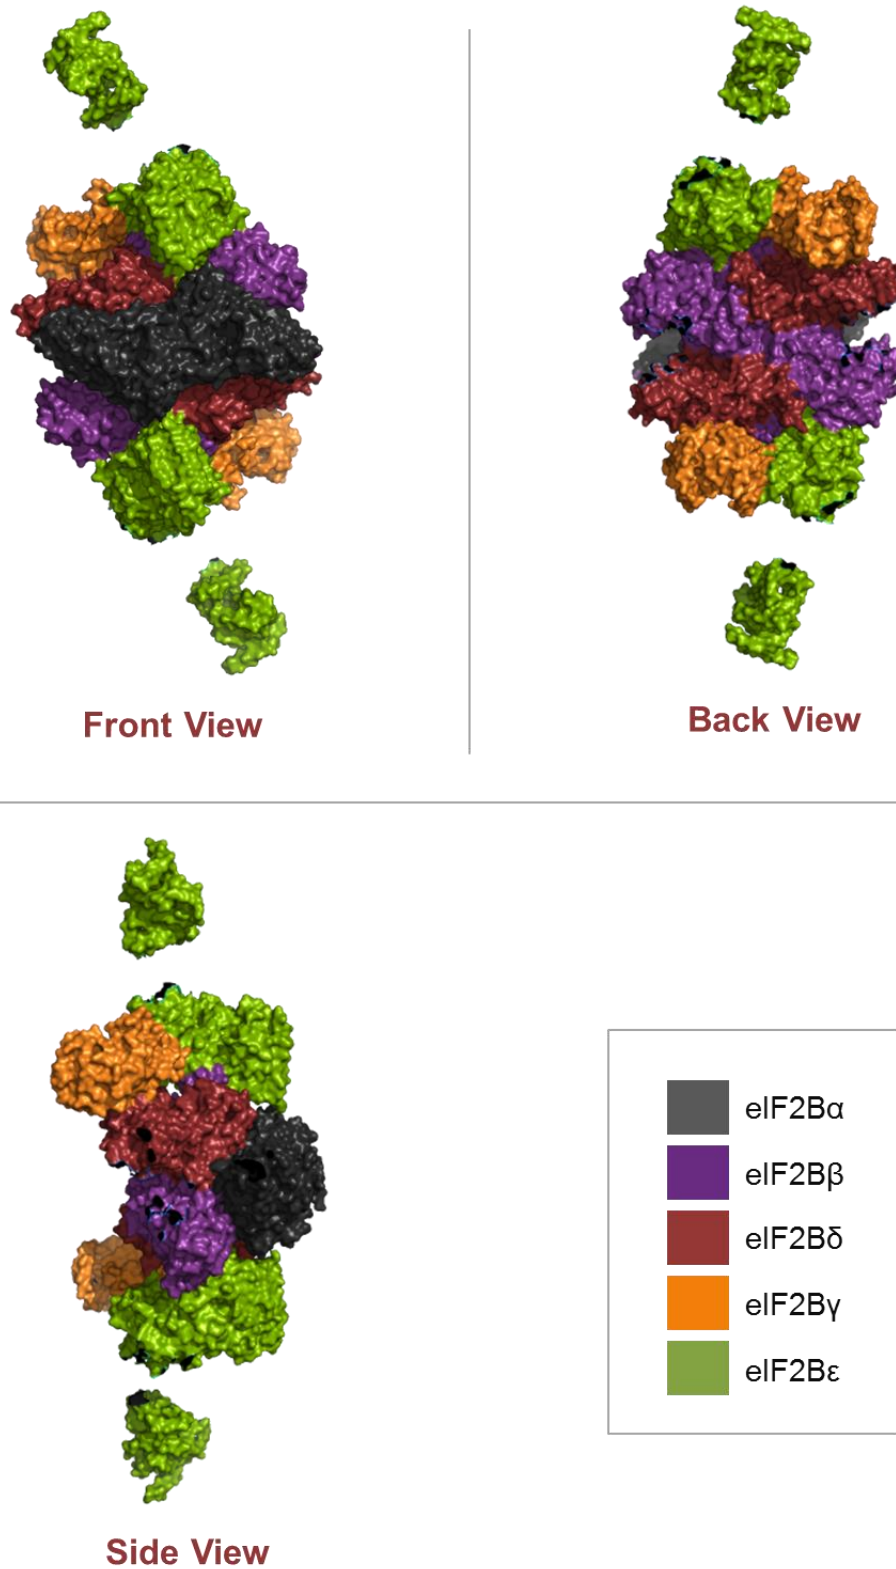 Front View
Back View
eIF2Bα
eIF2Bβ
eIF2Bδ
eIF2Bγ
eIF2Bε
Side View